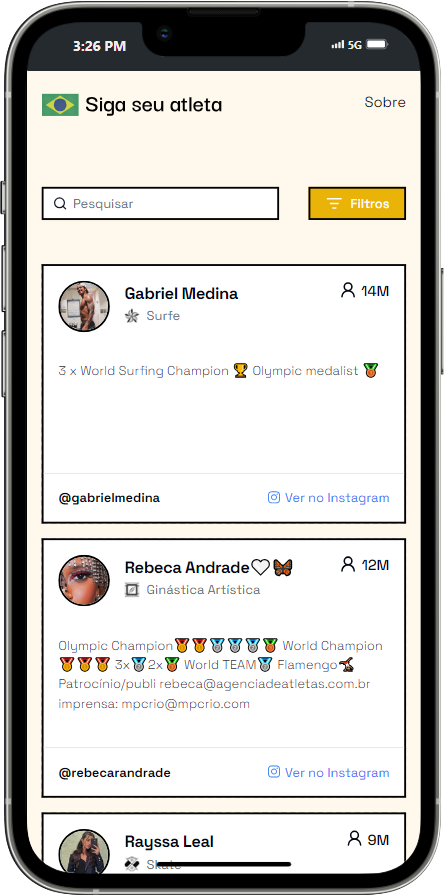 3:26 PM 5G
Siga seu atleta Sobre
Pesquisar Filtros
Gabriel Medina 14M
Surfe
3 x World Surfing Champion 🏆 Olympic medalist 🥉
@gabrielmedina Ver no Instagram
Rebeca Andrade🤍🦋 12M
Ginástica Artística
Olympic Champion🥇🥇🥈🥈🥈🥉 World Champion
🥇🥇🥇 3x🥈2x🥉 World TEAM🥈 Flamengo🤸🏾‍♀️
Patrocínio/publi rebeca@agenciadeatletas.com.br
imprensa: mpcrio@mpcrio.com
@rebecarandrade Ver no Instagram
Rayssa Leal 9M
Skate